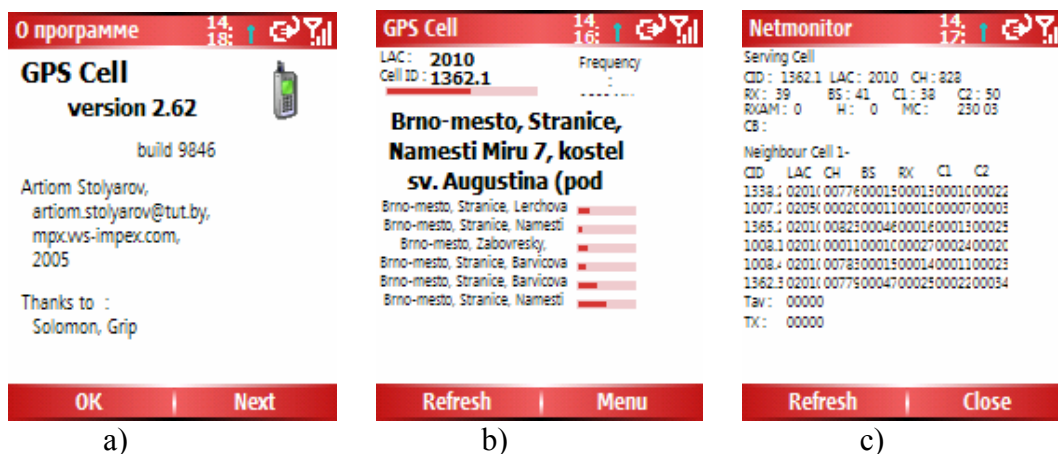 О программе 14:18
GPS Cell
version 2.62
build 9846
Artiom Stolyarov,
artiom.stolyarov@tut.by,
mpx.vvs-impex.com,
2005
Thanks to :
Solomon, Grip
OK Next
a)
GPS Cell 14:16
LAC: 2010 Frequency
Cell ID: 1362.1 :
Brno-mesto, Stranice,
Namesti Miru 7, kostel
sv. Augustina (pod
Brno-mesto, Stranice, Lerchova
Brno-mesto, Stranice, Namesti
Brno-mesto, Zabovresky,
Brno-mesto, Stranice, Barvicova
Brno-mesto, Stranice, Barvicova
Brno-mesto, Stranice, Namesti
Refresh Menu
b)
Netmonitor 14:17
Serving Cell
CID: 1362.1 LAC: 2010 CH: 828
RX: 39 BS: 41 C1: 38 C2: 50
RXAM: 0 H: 0 MC: 230 03
CB:
Neighbour Cell 1-
CID LAC CH BS RX C1 C2
Tav: 00000
TX: 00000
Refresh Close
c)